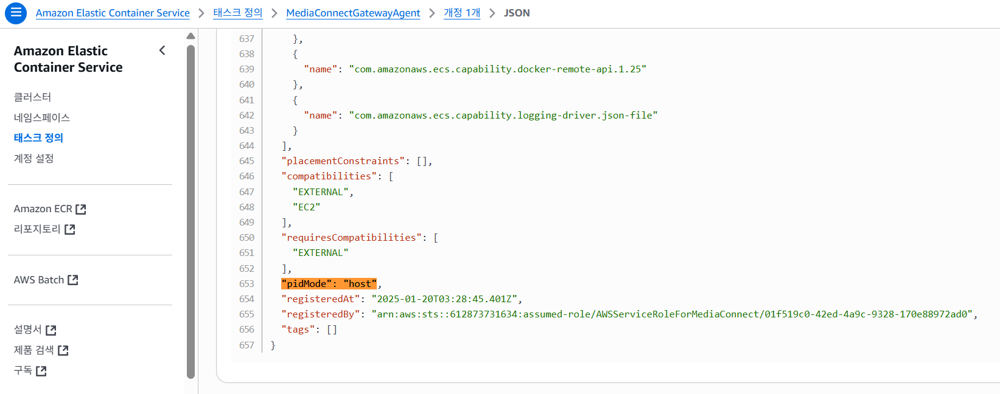 Amazon Elastic Container Service > 태스크 정의 > MediaConnectGatewayAgent > 개정 1개 > JSON
Amazon Elastic
Container Service
클러스터
네임스페이스
태스크 정의
계정 설정
Amazon ECR
리포지토리
AWS Batch
설명서
제품 검색
구독
637 },
638 {
639 "name": "com.amazonaws.ecs.capability.docker-remote-api.1.25"
640 },
641 {
642 "name": "com.amazonaws.ecs.capability.logging-driver.json-file"
643 }
644 ],
645 "placementConstraints": [],
646 "compatibilities": [
647 "EXTERNAL",
648 "EC2"
649 ],
650 "requiresCompatibilities": [
651 "EXTERNAL"
652 ],
653 "pidMode": "host",
654 "registeredAt": "2025-01-20T03:28:45.401Z",
655 "registeredBy": "arn:aws:sts::612873731634:assumed-role/AWSServiceRoleForMediaConnect/01f519c0-42ed-4a9c-9328-170e88972ad0",
656 "tags": []
657 }